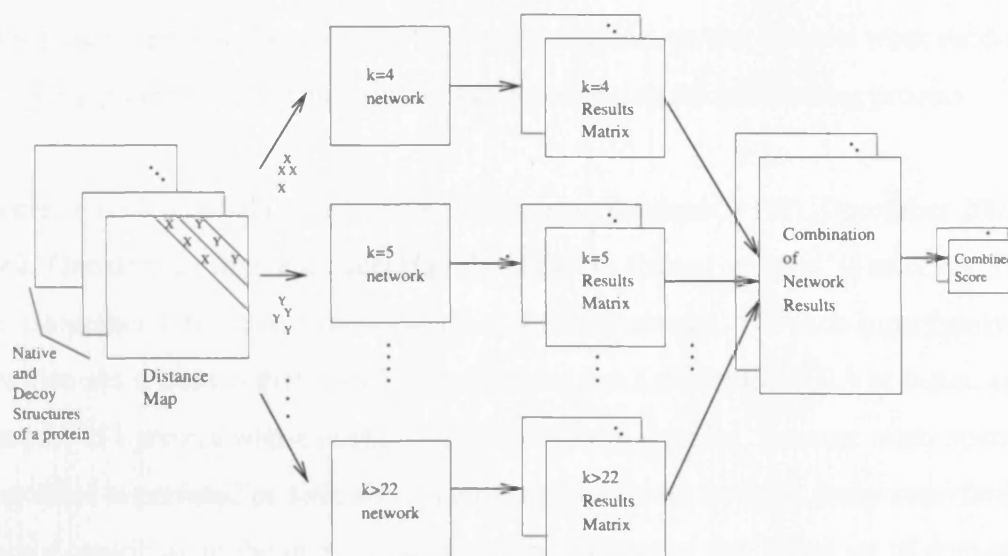 k=4
network
k=4
Results
Matrix
X
X X
X
X
X
X
Y
Y
Y
Distance
Map
Native
and
Decoy
Structures
of a protein
k=5
network
Y
Y
Y
Y
k=5
Results
Matrix
k>22
network
k>22
Results
Matrix
Combination
of
Network
Results
Combined
Score